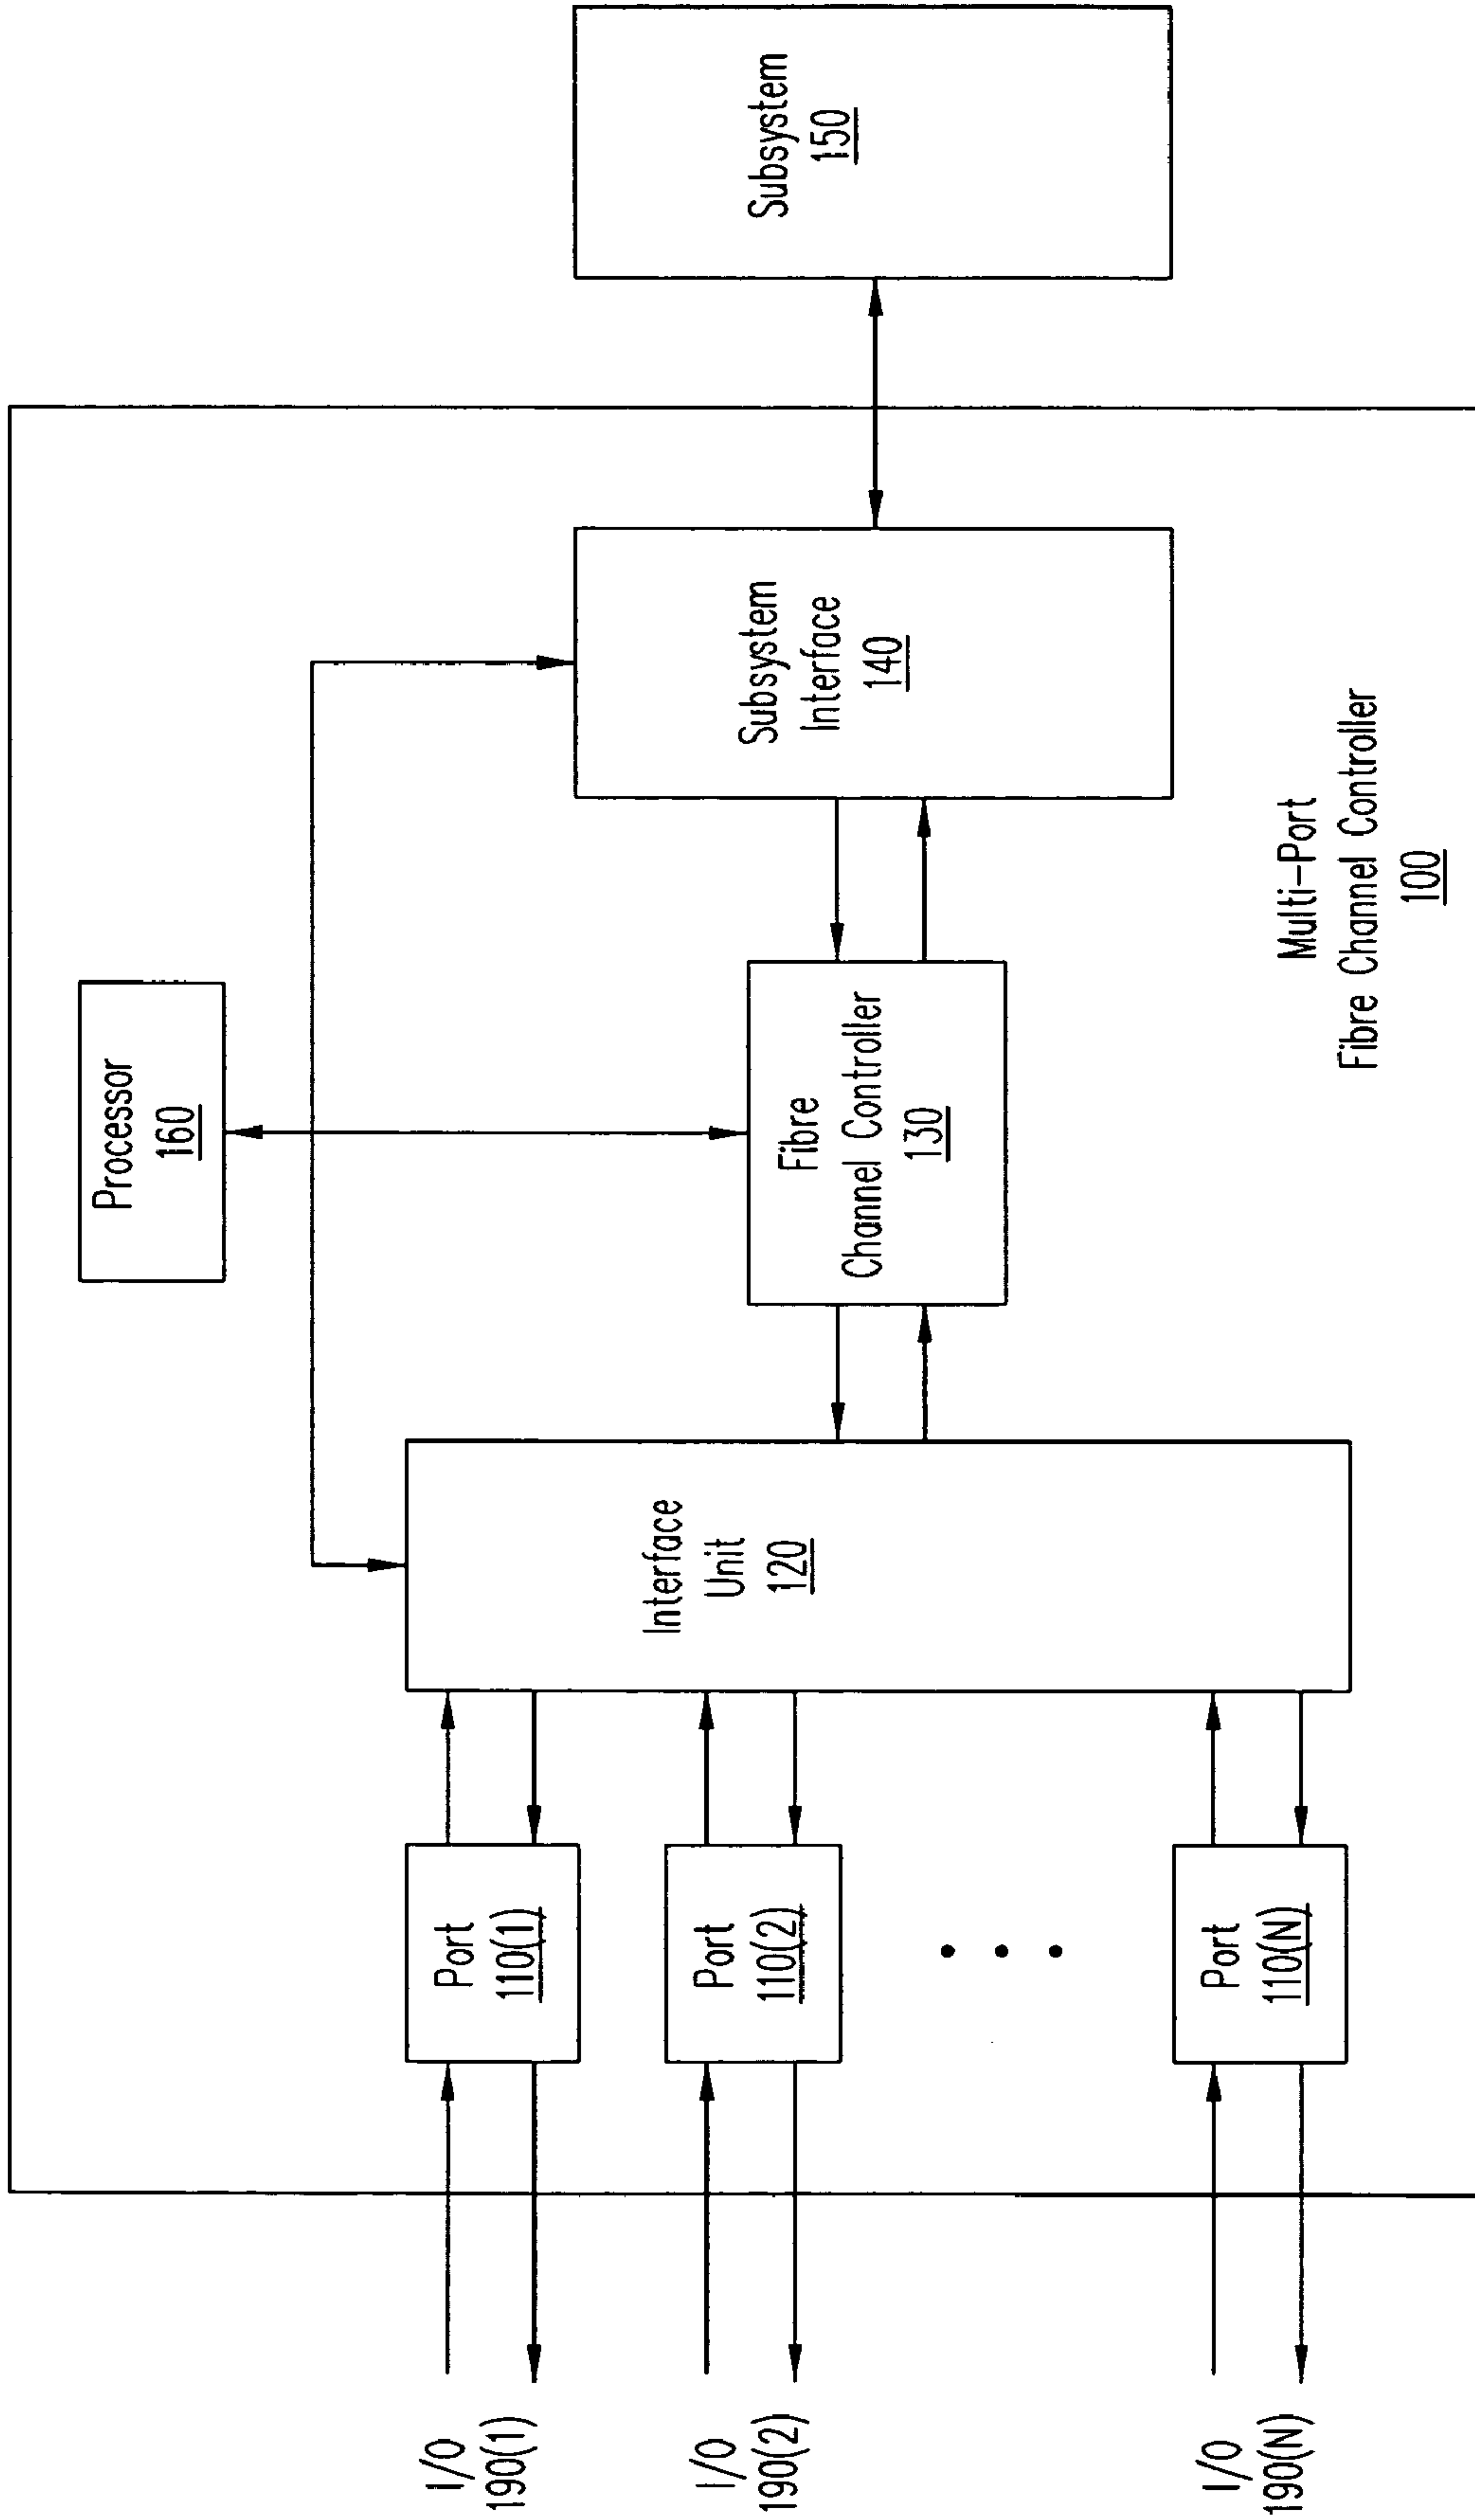 Processor
160
I/O
190(1)
Port
110(1)
Interface
Unit
120
Fibre
Channel Controller
130
Subsystem
Interface
140
Subsystem
150
I/O
190(2)
Port
110(2)
I/O
190(N)
Port
110(N)
Multi-Port
Fibre Channel Controller
100